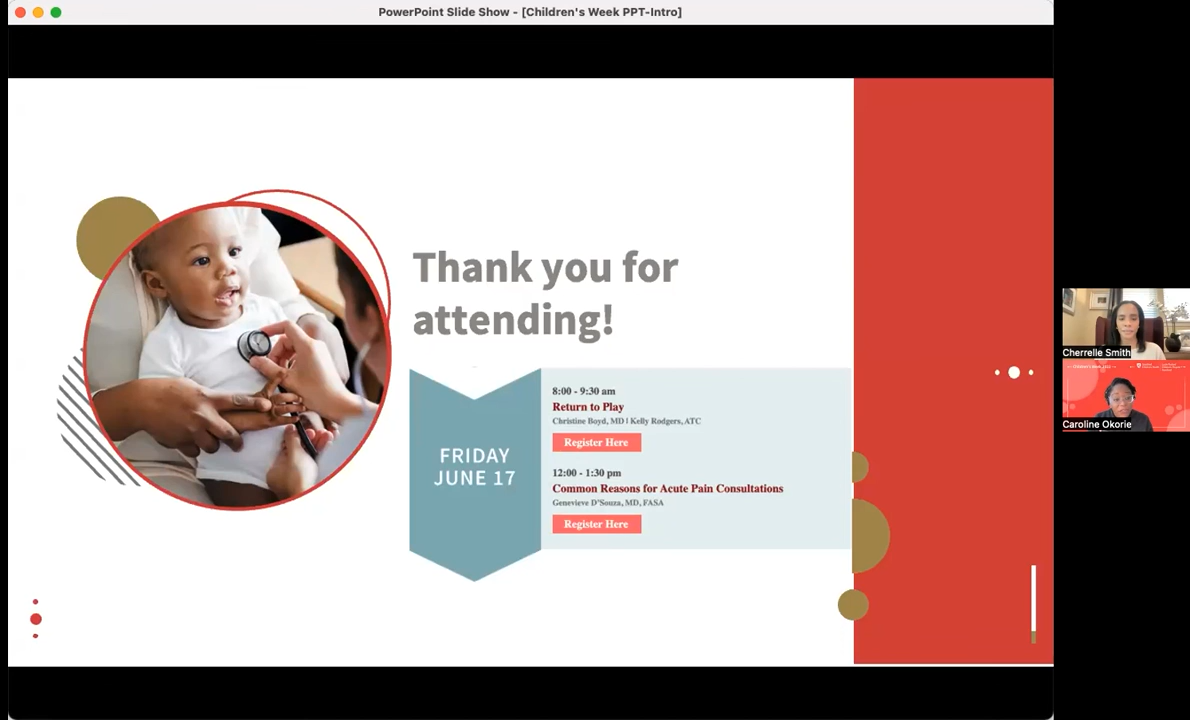 PowerPoint Slide Show - [Children's Week PPT-Intro]
Thank you for
attending!
FRIDAY
JUNE 17
8:00 - 9:30 am
Return to Play
Christine Boyd, MD | Kelly Rodgers, ATC
Register Here
12:00 - 1:30 pm
Common Reasons for Acute Pain Consultations
Genevieve D'Souza, MD, FASA
Register Here
Cherrelle Smith
Caroline Okorie